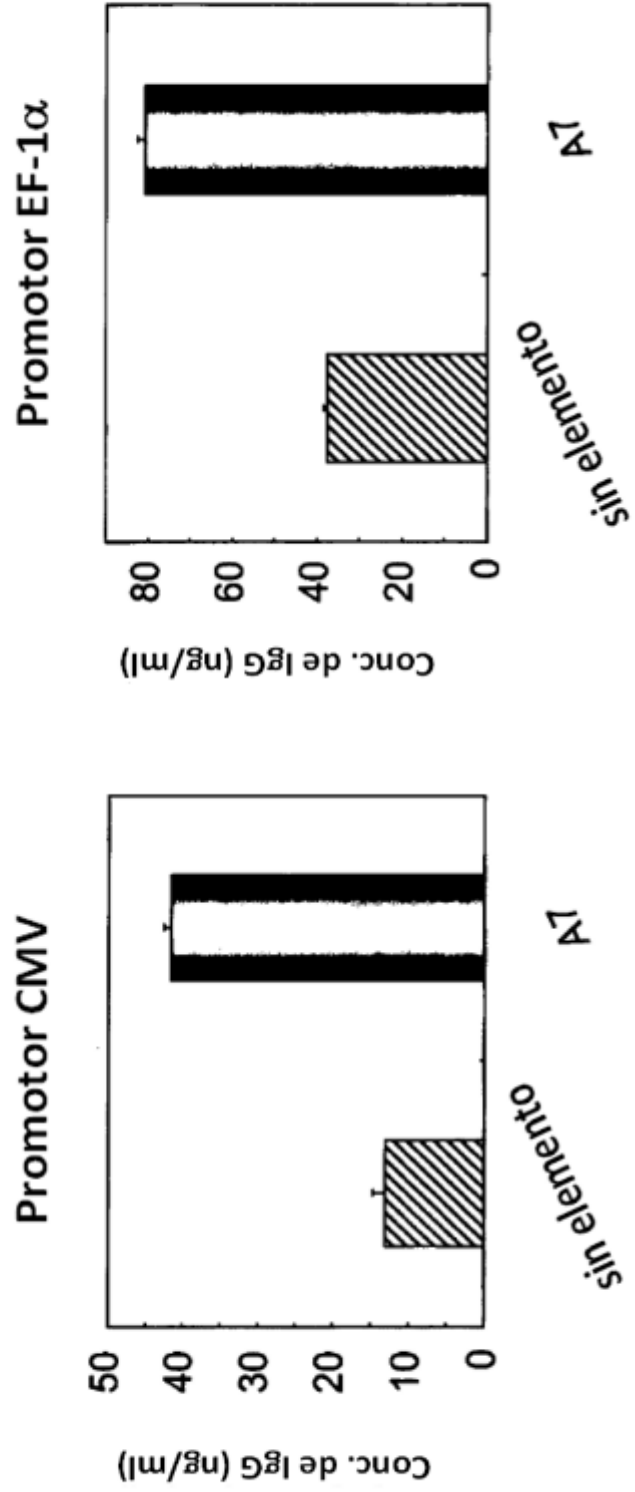 Promotor CMV
Conc. de IgG (ng/ml)
50
40
30
20
10
0
sin elemento
A7
Promotor EF-1α
Conc. de IgG (ng/ml)
80
60
40
20
0
sin elemento
A7